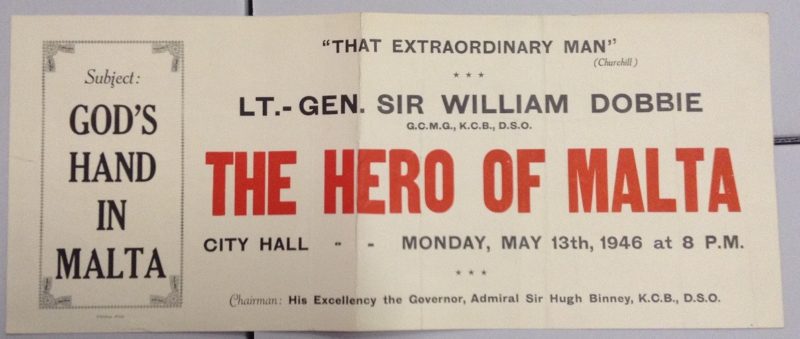 Subject:
GOD'S
HAND
IN
MALTA
"THAT EXTRAORDINARY MAN"
(Churchill)
* * *
LT.-GEN. SIR WILLIAM DOBBIE
G.C.M.G., K.C.B., D.S.O.
THE HERO OF MALTA
CITY HALL - - MONDAY, MAY 13th, 1946 at 8 P.M.
* * *
Chairman: His Excellency the Governor, Admiral Sir Hugh Binney, K.C.B., D.S.O.